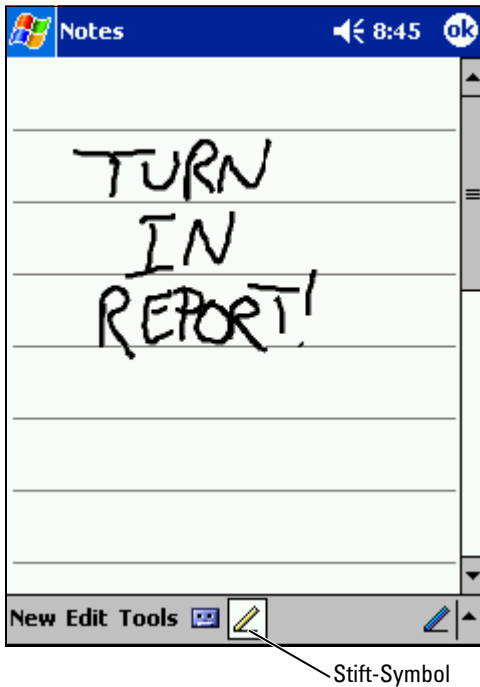 Notes 8:45 ok
TURN
IN
REPORT!
New Edit Tools
Stift-Symbol